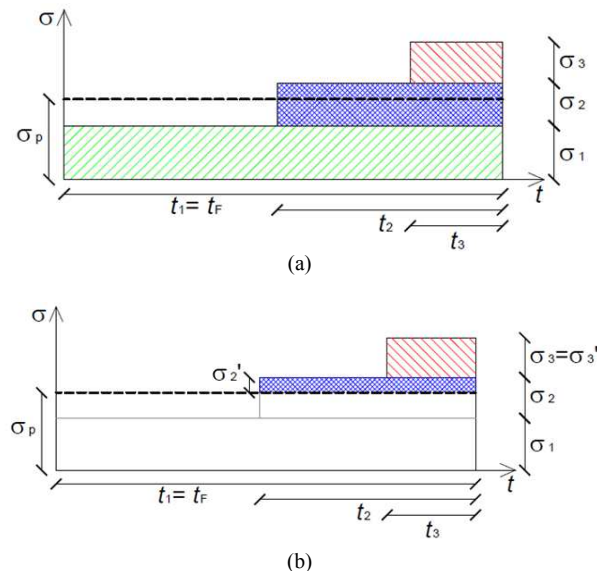 σ
σ₃
σ₂
σp
σ₁
t₁= tF
t
t₂
t₃
(a)
σ
σ₂'
σ₃=σ₃'
σ₂
σp
σ₁
t₁= tF
t
t₂
t₃
(b)